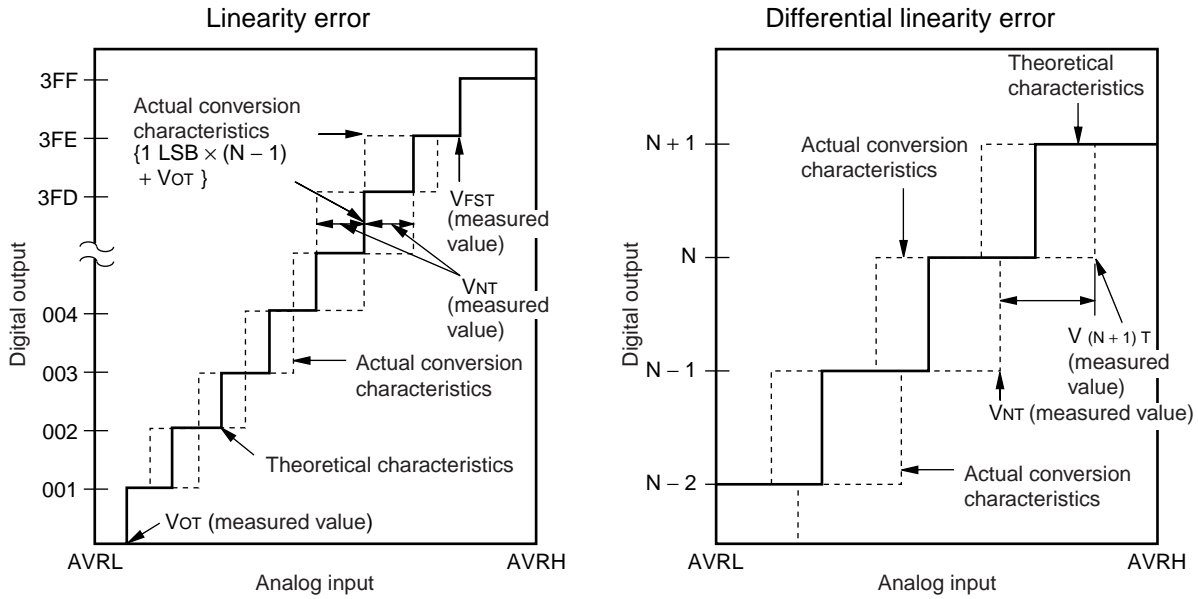 Linearity error
3FF
3FE
3FD
004
003
002
001
Digital output
Actual conversion
characteristics
{1 LSB × (N − 1)
+ VOT }
VFST
(measured
value)
VNT
(measured
value)
Actual conversion
characteristics
Theoretical characteristics
VOT (measured value)
AVRL
AVRH
Analog input
Differential linearity error
N + 1
N
N − 1
N − 2
Digital output
Theoretical
characteristics
Actual conversion
characteristics
V (N + 1) T
(measured
value)
VNT (measured value)
Actual conversion
characteristics
AVRL
AVRH
Analog input